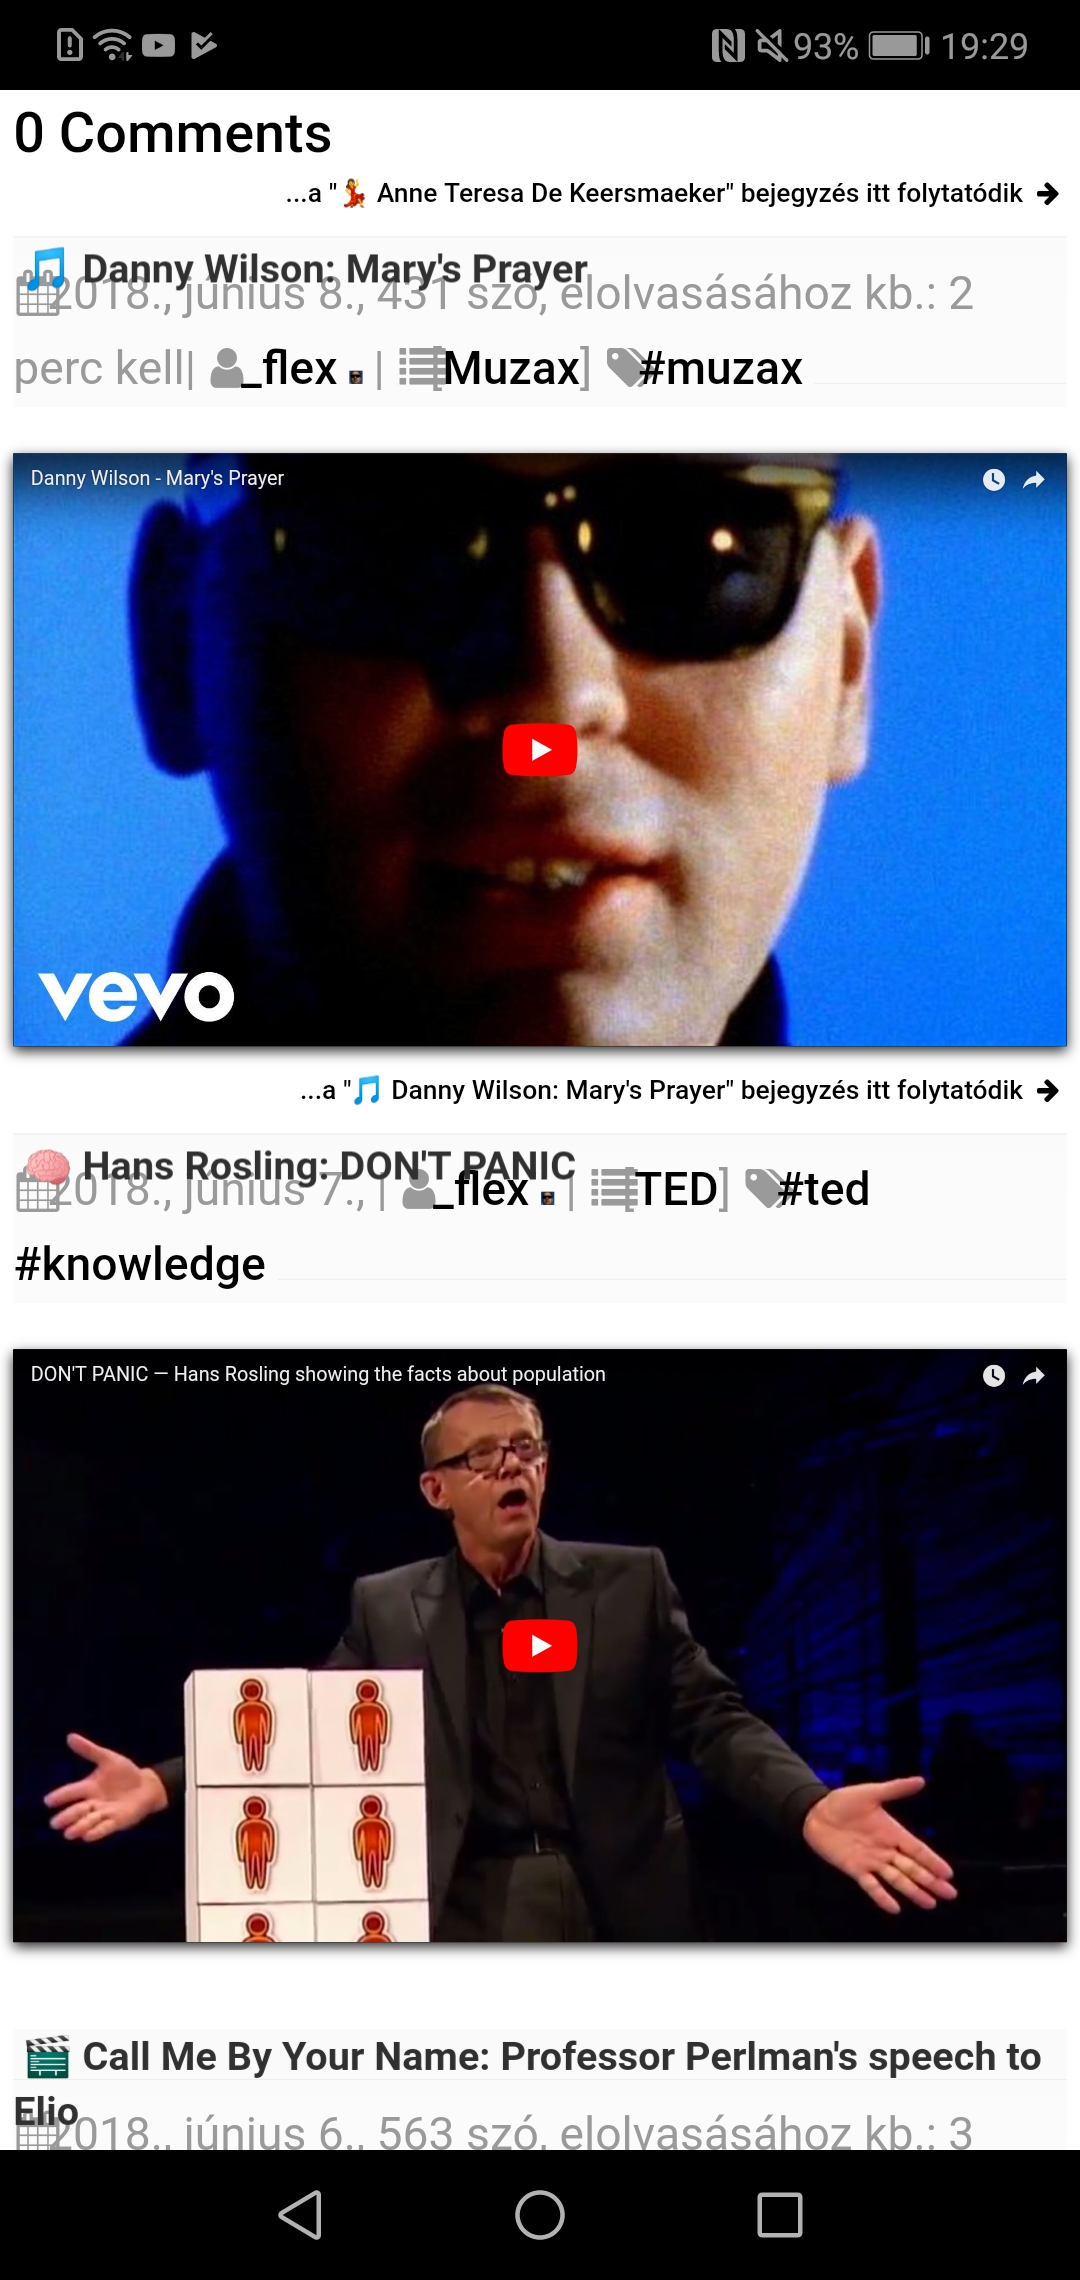 93% 19:29
0 Comments
...a "💃 Anne Teresa De Keersmaeker" bejegyzés itt folytatódik →
🎵 Danny Wilson: Mary's Prayer
2018., június 8., 431 szó, elolvasásához kb.: 2
perc kell| _flex | [Muzax] #muzax
Danny Wilson - Mary's Prayer
vevo
...a "🎵 Danny Wilson: Mary's Prayer" bejegyzés itt folytatódik →
🧠 Hans Rosling: DON'T PANIC
2018., június 7., | _flex | [TED] #ted
#knowledge
DON'T PANIC — Hans Rosling showing the facts about population
🎬 Call Me By Your Name: Professor Perlman's speech to
Elio
2018., június 6., 563 szó, elolvasásához kb.: 3